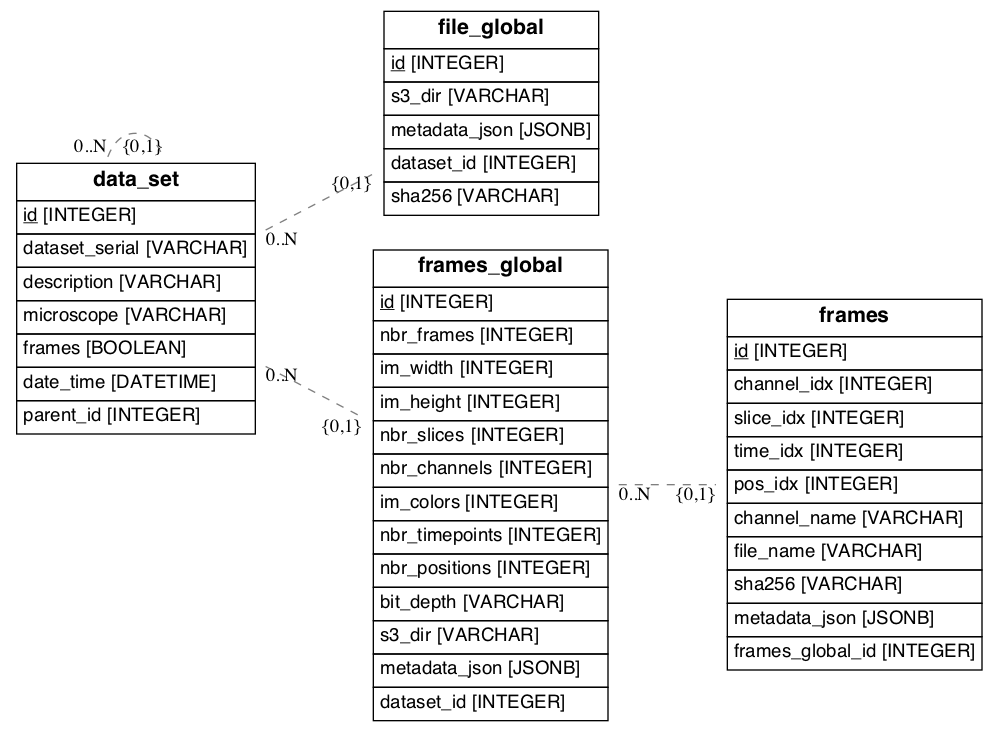 file_global
id [INTEGER]
s3_dir [VARCHAR]
metadata_json [JSONB]
dataset_id [INTEGER]
sha256 [VARCHAR]
0..N {0,1}
data_set
id [INTEGER]
dataset_serial [VARCHAR]
description [VARCHAR]
microscope [VARCHAR]
frames [BOOLEAN]
date_time [DATETIME]
parent_id [INTEGER]
{0,1}
0..N
0..N
{0,1}
frames_global
id [INTEGER]
nbr_frames [INTEGER]
im_width [INTEGER]
im_height [INTEGER]
nbr_slices [INTEGER]
nbr_channels [INTEGER]
im_colors [INTEGER]
nbr_timepoints [INTEGER]
nbr_positions [INTEGER]
bit_depth [VARCHAR]
s3_dir [VARCHAR]
metadata_json [JSONB]
dataset_id [INTEGER]
0..N {0,1}
frames
id [INTEGER]
channel_idx [INTEGER]
slice_idx [INTEGER]
time_idx [INTEGER]
pos_idx [INTEGER]
channel_name [VARCHAR]
file_name [VARCHAR]
sha256 [VARCHAR]
metadata_json [JSONB]
frames_global_id [INTEGER]